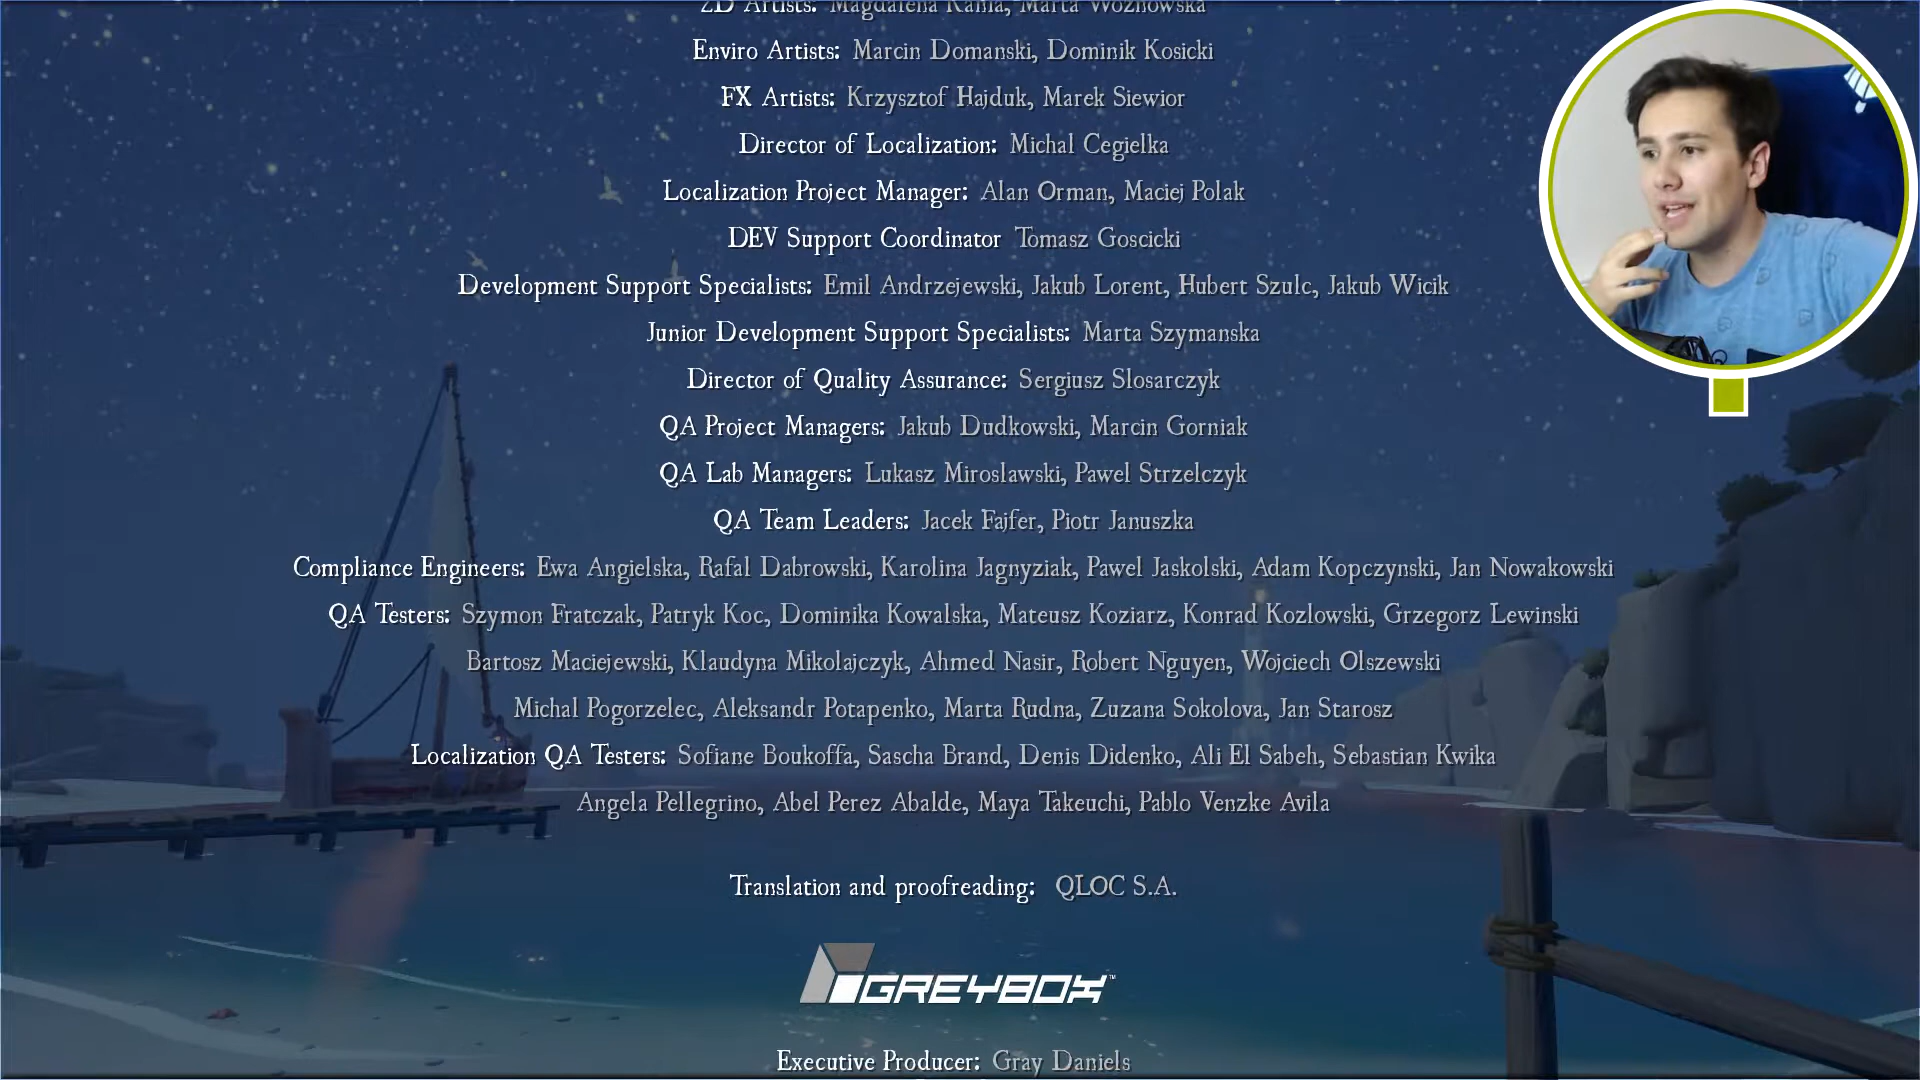 2D Artists: Magdalena Kania, Marta Woznowska
Enviro Artists: Marcin Domanski, Dominik Kosicki
FX Artists: Krzysztof Hajduk, Marek Siewior
Director of Localization: Michal Cegielka
Localization Project Manager: Alan Orman, Maciej Polak
DEV Support Coordinator Tomasz Goscicki
Development Support Specialists: Emil Andrzejewski, Jakub Lorent, Hubert Szulc, Jakub Wicik
Junior Development Support Specialists: Marta Szymanska
Director of Quality Assurance: Sergiusz Slosarczyk
QA Project Managers: Jakub Dudkowski, Marcin Gorniak
QA Lab Managers: Lukasz Miroslawski, Pawel Strzelczyk
QA Team Leaders: Jacek Fajfer, Piotr Januszka
Compliance Engineers: Ewa Angielska, Rafal Dabrowski, Karolina Jagnyziak, Pawel Jaskolski, Adam Kopczynski, Jan Nowakowski
QA Testers: Szymon Fratczak, Patryk Koc, Dominika Kowalska, Mateusz Koziarz, Konrad Kozlowski, Grzegorz Lewinski
Bartosz Maciejewski, Klaudyna Mikolajczyk, Ahmed Nasir, Robert Nguyen, Wojciech Olszewski
Michal Pogorzelec, Aleksandr Potapenko, Marta Rudna, Zuzana Sokolova, Jan Starosz
Localization QA Testers: Sofiane Boukoffa, Sascha Brand, Denis Didenko, Ali El Sabeh, Sebastian Kwika
Angela Pellegrino, Abel Perez Abalde, Maya Takeuchi, Pablo Venzke Avila
Translation and proofreading: QLOC S.A.
GREYBOX™
Executive Producer: Gray Daniels